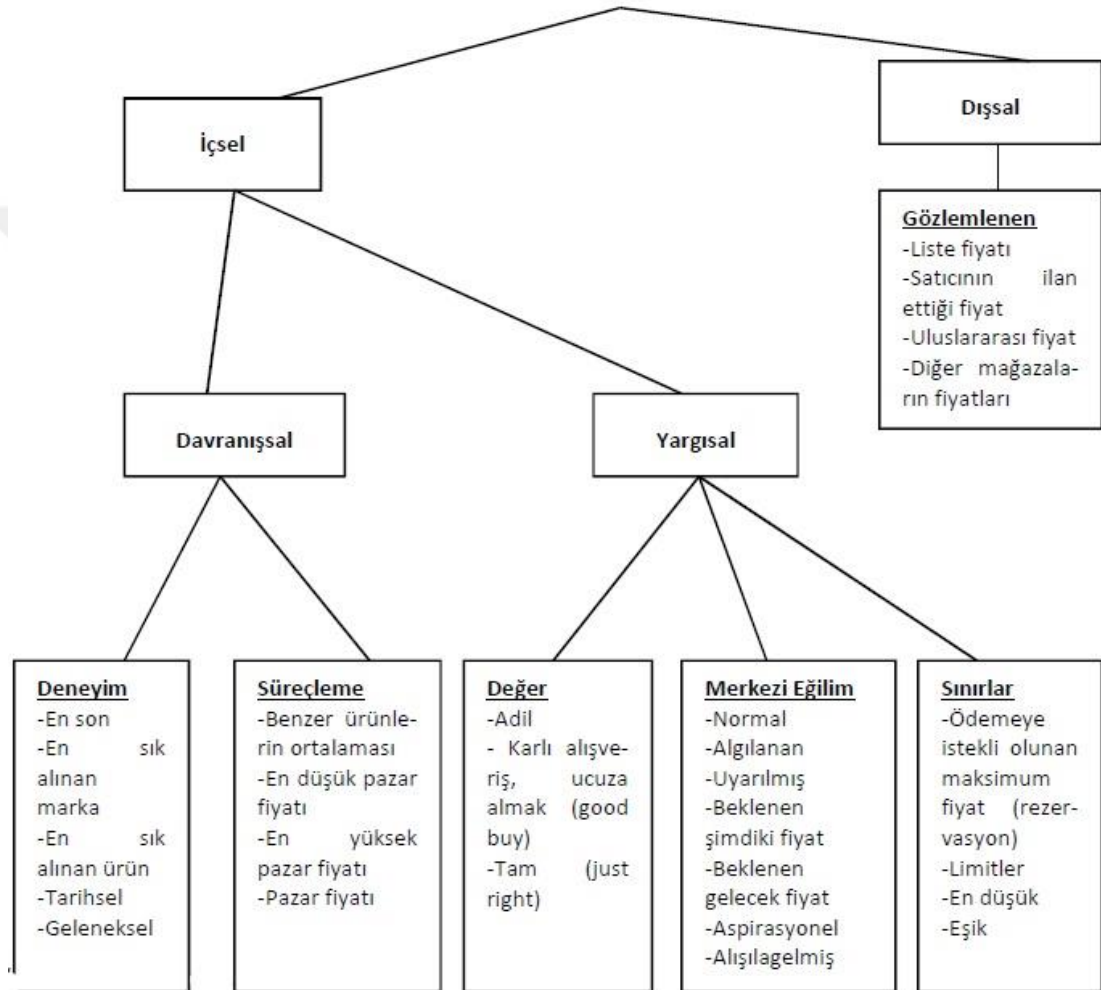 İçsel
Dışsal
Gözlemlenen
-Liste fiyatı
-Satıcının ilan
ettiği fiyat
-Uluslararası fiyat
-Diğer mağazala-
rın fiyatları
Davranışsal
Yargısal
Deneyim
-En son
-En sık
alınan
marka
-En sık
alınan ürün
-Tarihsel
-Geleneksel
Süreçleme
-Benzer ürünle-
rin ortalaması
-En düşük pazar
fiyatı
-En yüksek
pazar fiyatı
-Pazar fiyatı
Değer
-Adil
- Karlı alışve-
riş, ucuza
almak (good
buy)
-Tam (just
right)
Merkezi Eğilim
-Normal
-Algılanan
-Uyarılmış
-Beklenen
şimdiki fiyat
-Beklenen
gelecek fiyat
-Aspirasyonel
-Alışılagelmiş
Sınırlar
-Ödemeye
istekli olunan
maksimum
fiyat (rezer-
vasyon)
-Limitler
-En düşük
-Eşik